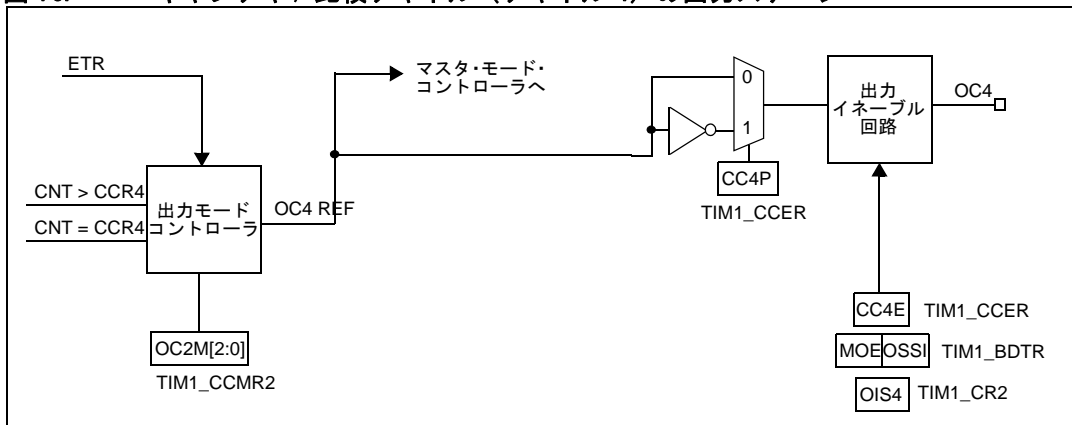 ETR
マスタ・モード・
コントローラへ
0
1
CC4P
TIM1_CCER
出力
イネーブル
回路
OC4
CNT > CCR4
CNT = CCR4
出力モード
コントローラ
OC4 REF
OC2M[2:0]
TIM1_CCMR2
CC4E
TIM1_CCER
MOE
OSSI
TIM1_BDTR
OIS4
TIM1_CR2